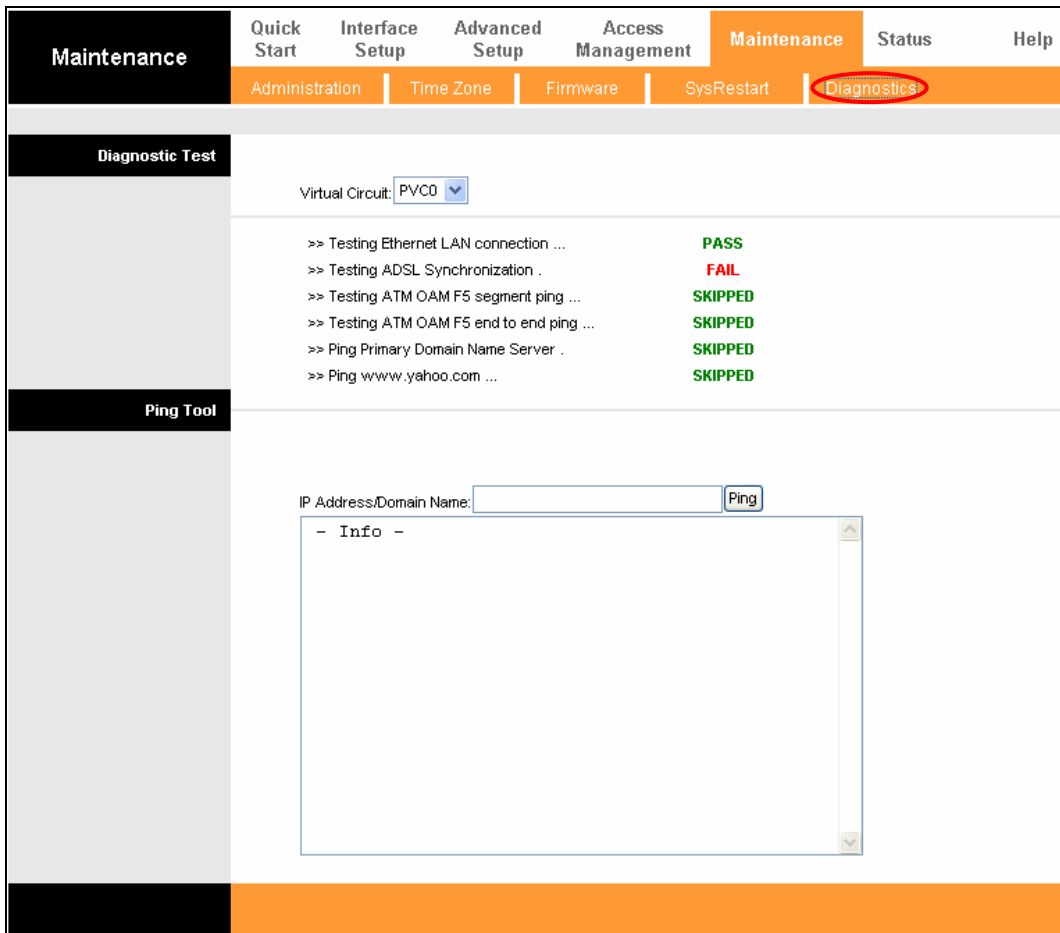 Maintenance
Quick Start
Interface Setup
Advanced Setup
Access Management
Maintenance
Status
Help
Administration
Time Zone
Firmware
SysRestart
Diagnostics
Diagnostic Test
Virtual Circuit: PVC0
>> Testing Ethernet LAN connection ... PASS
>> Testing ADSL Synchronization . FAIL
>> Testing ATM OAM F5 segment ping ... SKIPPED
>> Testing ATM OAM F5 end to end ping ... SKIPPED
>> Ping Primary Domain Name Server . SKIPPED
>> Ping www.yahoo.com ... SKIPPED
Ping Tool
IP Address/Domain Name: Ping
- Info -